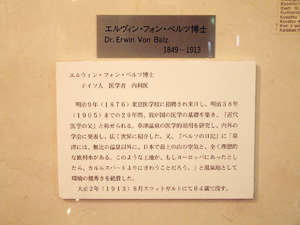 エルヴィン・フォン・ベルツ博士
Dr. Erwin Von Bälz
1849～1913
エルヴィン・フォン・ベルツ博士
ドイツ人 医学者 内科医
明治9年(1876)東京医学校に招聘され来日し、明治38年
(1905)までの29年間、我が国の医学の基礎を築き、「近代
医学の父」と称せられる。草津温泉の医学的効用を研究し、内外の
学会に発表し、広く世界に紹介した。又、『ベルツの日記』に「草
津には、無比の温泉以外に、日本で最上の山の空気と、全く理想的
な飲料水がある。このような土地が、もしヨーロッパにあったとし
たら、カルルスバードよりにぎわうことだろう。」と温泉地として
環境の優秀さを絶賛した。
大正2年(1913)8月スツットガルトにて64歳で没す。